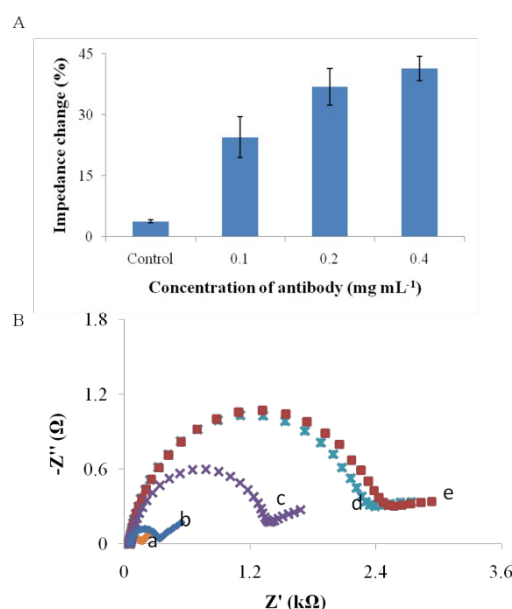 A
45
30
15
0
Impedance change (%)
Control 0.1 0.2 0.4
Concentration of antibody (mg mL⁻¹)
B
1.8
1.2
0.6
0
-Z'' (Ω)
a
b
c
d
e
0 1.2 2.4 3.6
Z' (kΩ)